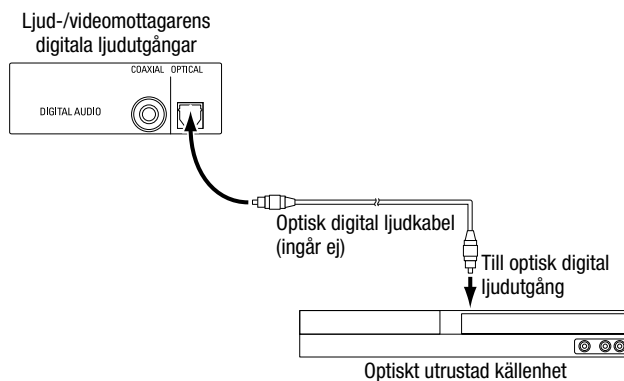 Ljud-/videomottagarens
digitala ljudutgångar
COAXIAL OPTICAL
DIGITAL AUDIO
Optisk digital ljudkabel
(ingår ej)
Till optisk digital
ljudutgång
Optiskt utrustad källenhet